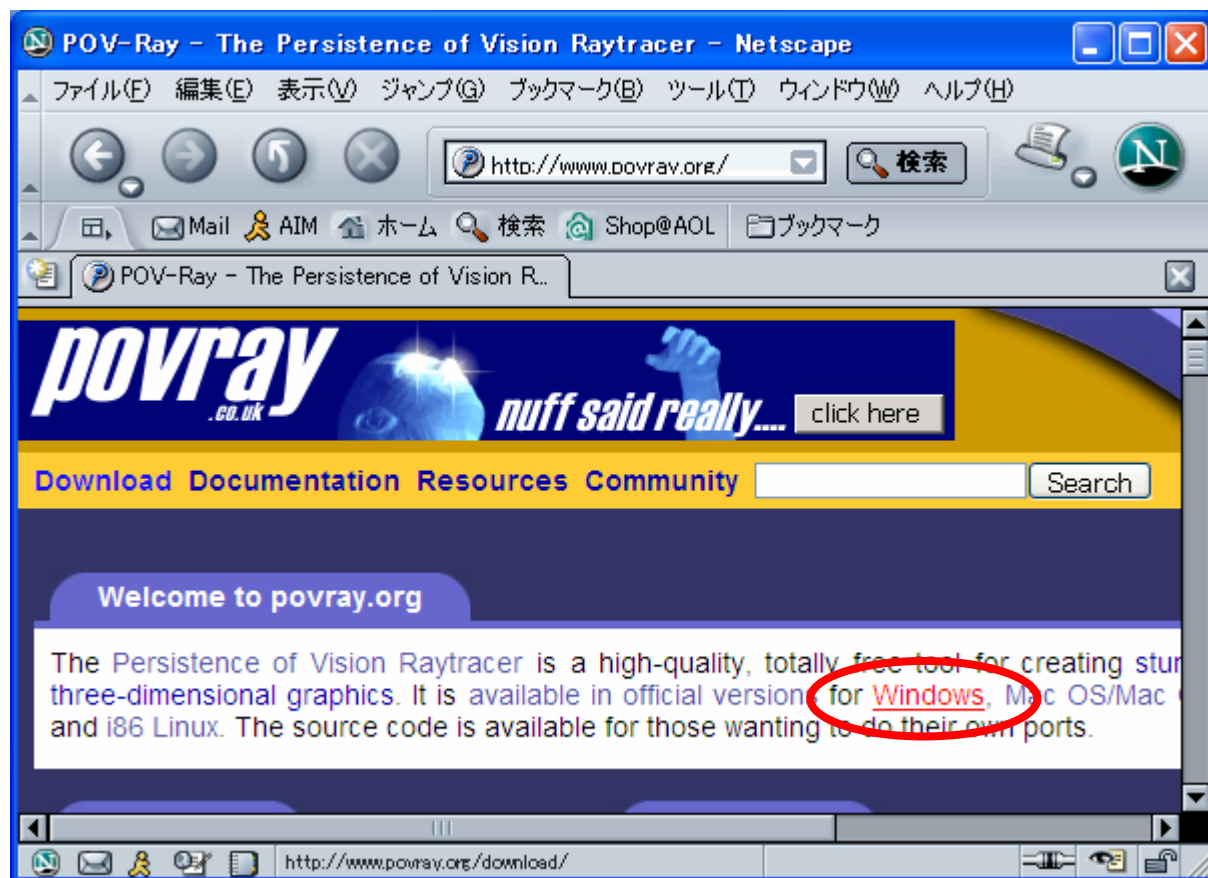 POV-Ray - The Persistence of Vision Raytracer - Netscape
ファイル(F) 編集(E) 表示(V) ジャンプ(G) ブックマーク(B) ツール(T) ウィンドウ(W) ヘルプ(H)
http://www.povray.org/ 検索 N
Mail AIM ホーム 検索 Shop@AOL ブックマーク
POV-Ray - The Persistence of Vision R...
povray
.co.uk
nuff said really.... click here
Download Documentation Resources Community Search
Welcome to povray.org
The Persistence of Vision Raytracer is a high-quality, totally free tool for creating stur
three-dimensional graphics. It is available in official versions for Windows, Mac OS/Mac
and i86 Linux. The source code is available for those wanting to do their own ports.
http://www.povray.org/download/